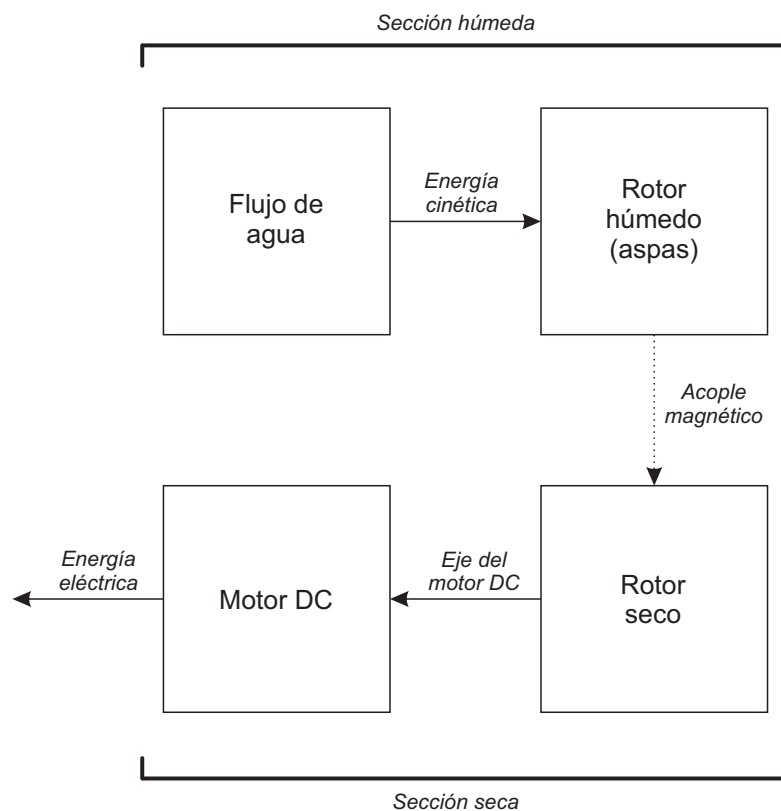 Sección húmeda
Flujo de
agua
Energía
cinética
Rotor
húmedo
(aspas)
Acople
magnético
Energía
eléctrica
Motor DC
Eje del
motor DC
Rotor
seco
Sección seca